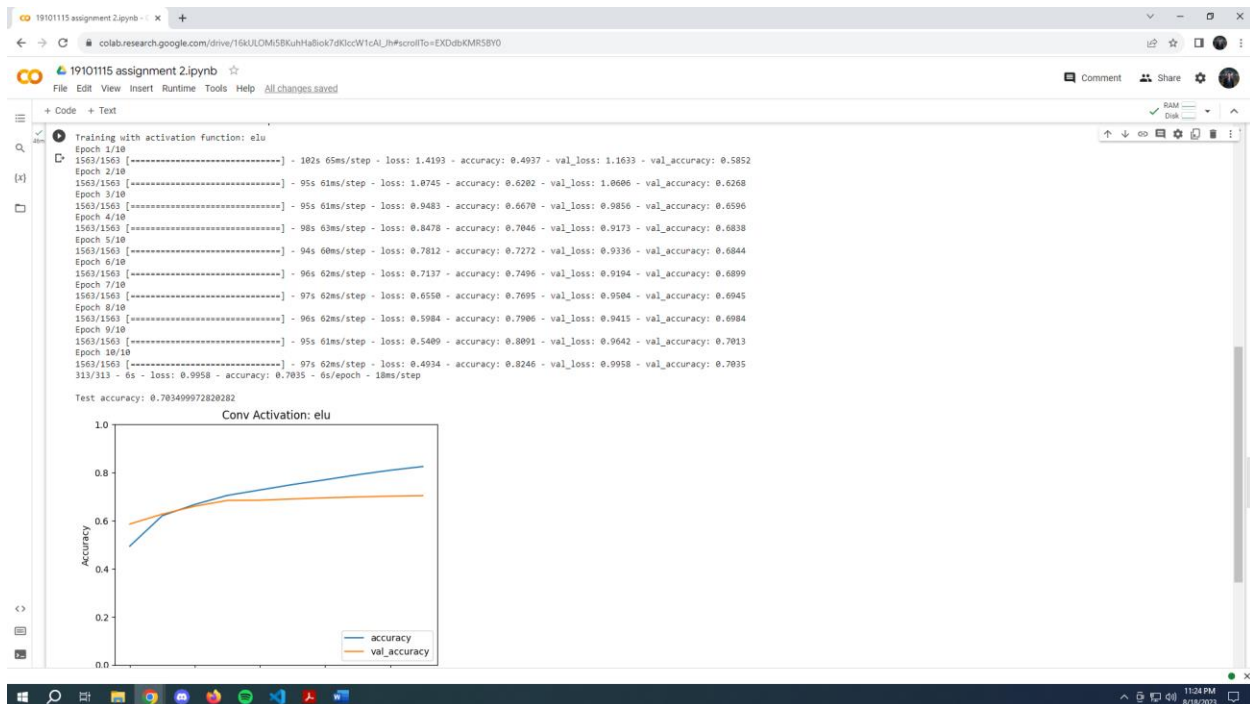 19101115 assignment 2.ipynb - C
colab.research.google.com/drive/16kULOMi5BKuhHa8iok7dKIccW1cAI_Jh#scrollTo=EXDdbKMR5BY0
19101115 assignment 2.ipynb
File Edit View Insert Runtime Tools Help All changes saved
Comment Share
+ Code + Text
RAM
Disk
46m
{x}
Training with activation function: elu
Epoch 1/10
1563/1563 [==============================] - 102s 65ms/step - loss: 1.4193 - accuracy: 0.4937 - val_loss: 1.1633 - val_accuracy: 0.5852
Epoch 2/10
1563/1563 [==============================] - 95s 61ms/step - loss: 1.0745 - accuracy: 0.6202 - val_loss: 1.0606 - val_accuracy: 0.6268
Epoch 3/10
1563/1563 [==============================] - 95s 61ms/step - loss: 0.9483 - accuracy: 0.6670 - val_loss: 0.9856 - val_accuracy: 0.6596
Epoch 4/10
1563/1563 [==============================] - 98s 63ms/step - loss: 0.8478 - accuracy: 0.7046 - val_loss: 0.9173 - val_accuracy: 0.6838
Epoch 5/10
1563/1563 [==============================] - 94s 60ms/step - loss: 0.7812 - accuracy: 0.7272 - val_loss: 0.9336 - val_accuracy: 0.6844
Epoch 6/10
1563/1563 [==============================] - 96s 62ms/step - loss: 0.7137 - accuracy: 0.7496 - val_loss: 0.9194 - val_accuracy: 0.6899
Epoch 7/10
1563/1563 [==============================] - 97s 62ms/step - loss: 0.6550 - accuracy: 0.7695 - val_loss: 0.9504 - val_accuracy: 0.6945
Epoch 8/10
1563/1563 [==============================] - 96s 62ms/step - loss: 0.5984 - accuracy: 0.7906 - val_loss: 0.9415 - val_accuracy: 0.6984
Epoch 9/10
1563/1563 [==============================] - 95s 61ms/step - loss: 0.5409 - accuracy: 0.8091 - val_loss: 0.9642 - val_accuracy: 0.7013
Epoch 10/10
1563/1563 [==============================] - 97s 62ms/step - loss: 0.4934 - accuracy: 0.8246 - val_loss: 0.9958 - val_accuracy: 0.7035
313/313 - 6s - loss: 0.9958 - accuracy: 0.7035 - 6s/epoch - 18ms/step
Test accuracy: 0.703499972820282
Conv Activation: elu
1.0
0.8
0.6
0.4
0.2
0.0
Accuracy
accuracy
val_accuracy
11:24 PM
8/18/2023